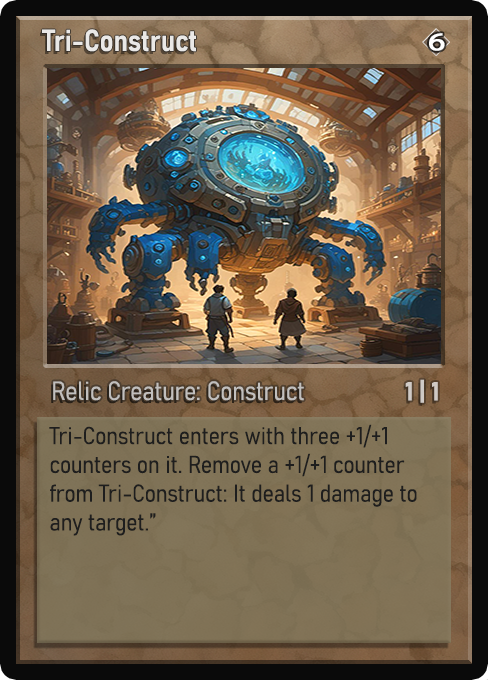 Tri-Construct 6
Relic Creature: Construct 1|1
Tri-Construct enters with three +1/+1
counters on it. Remove a +1/+1 counter
from Tri-Construct: It deals 1 damage to
any target.”